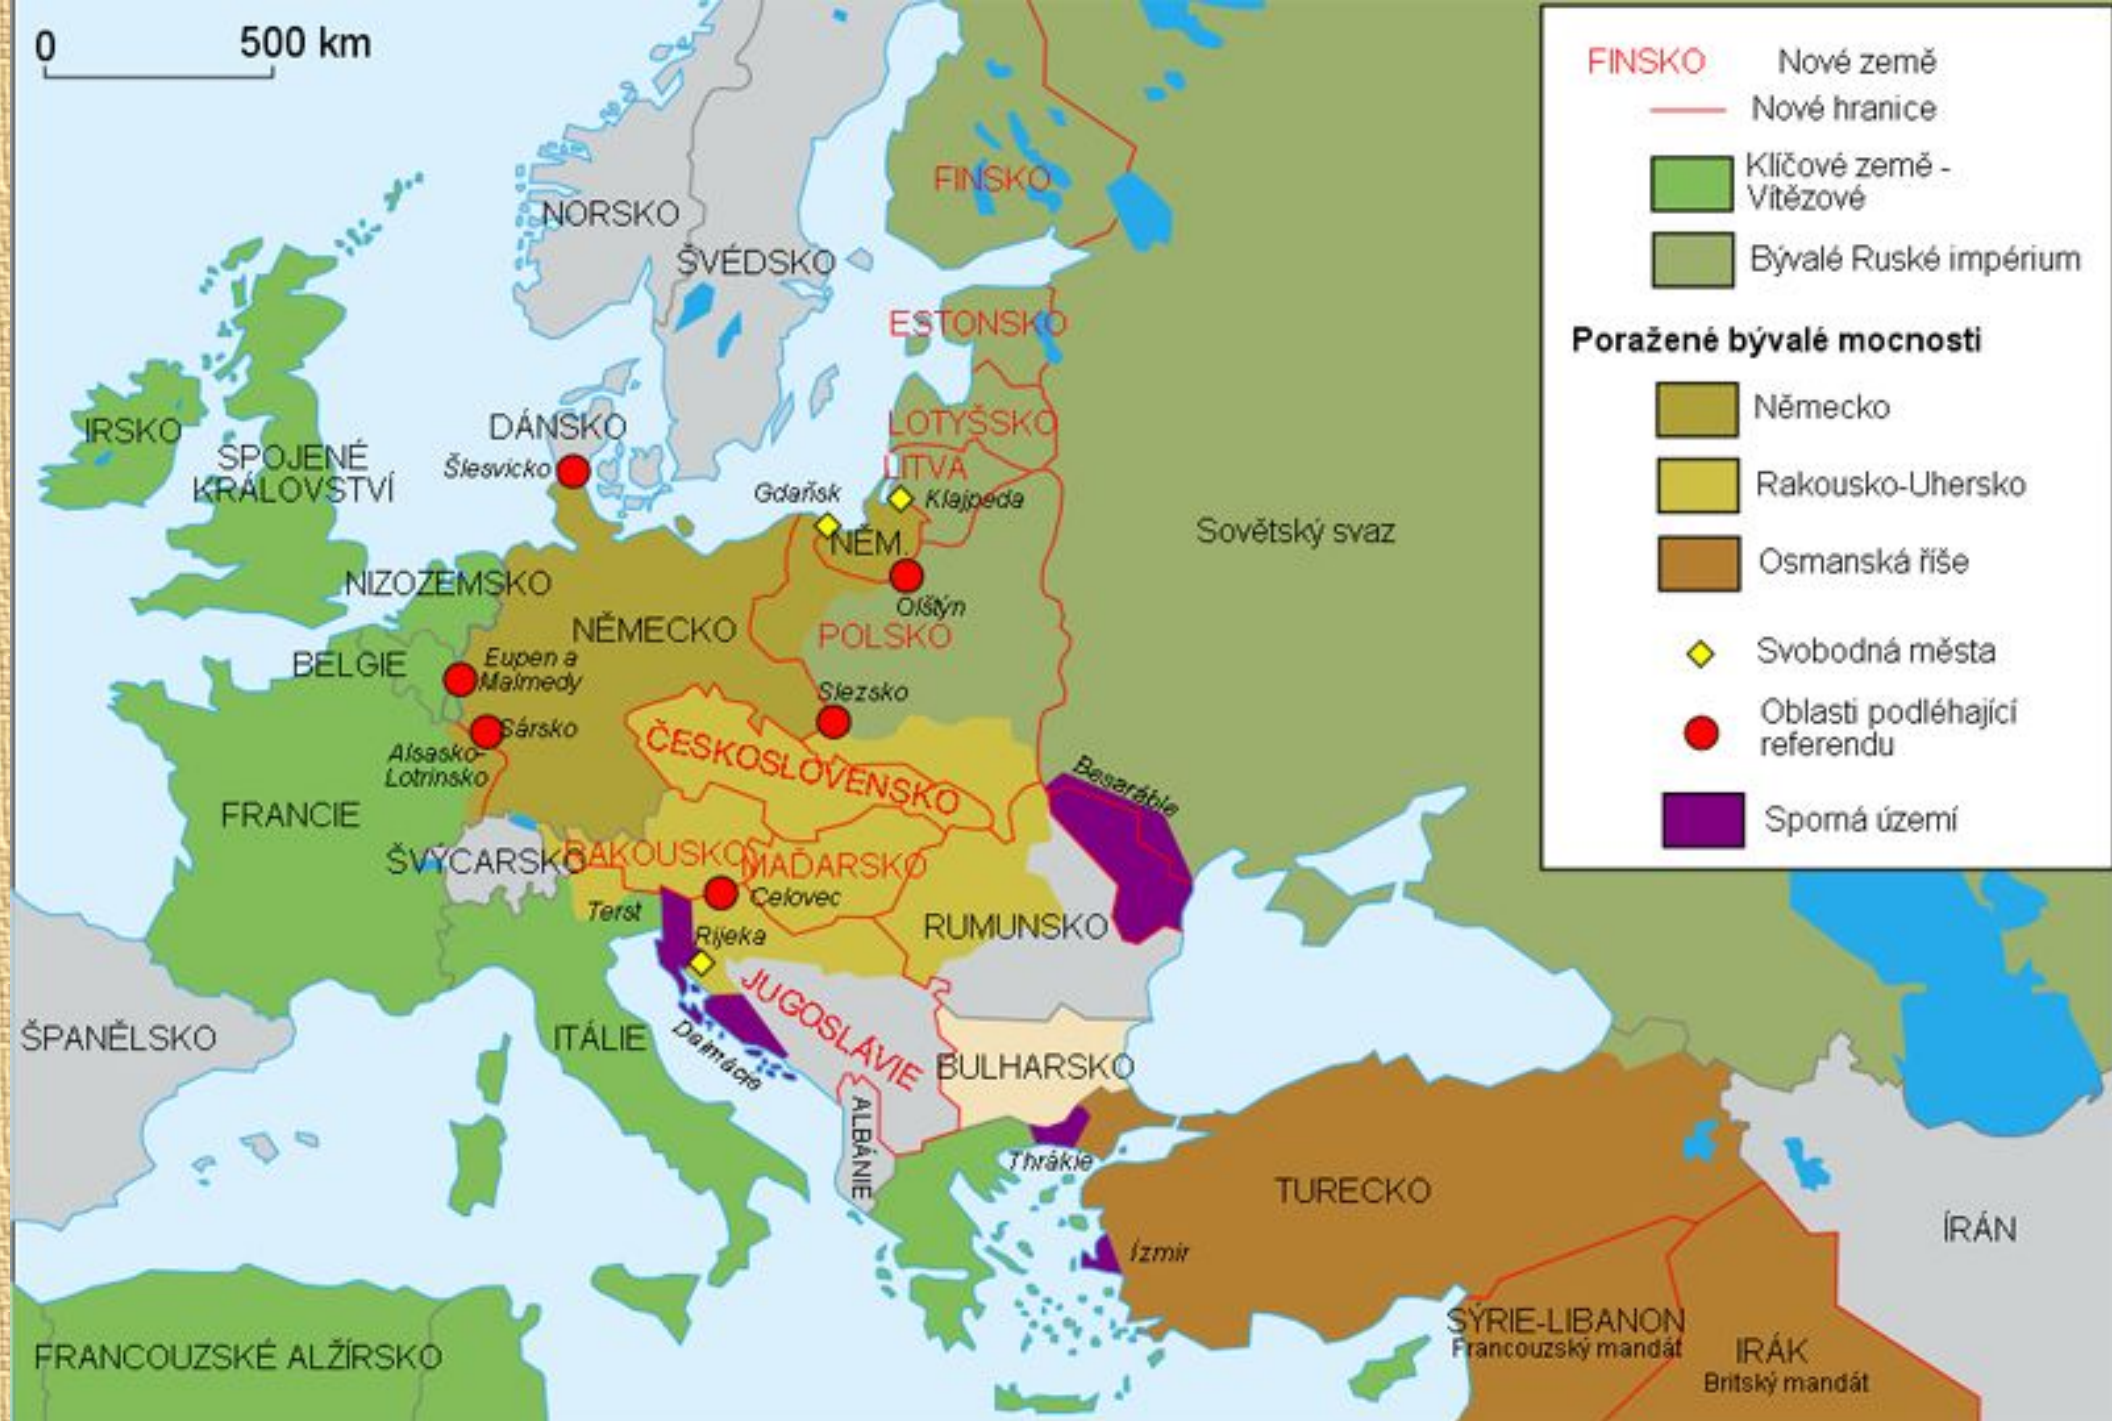 0
500 km
NORSKO
ŠVÉDSKO
FINSKO
ESTONSKO
LOTYŠSKO
LITVA
Klajpeda
IRSKO
SPOJENÉ
KRÁLOVSTVÍ
DÁNSKO
Šlesvicko
Gdaňsk
NĚM.
Olštýn
NIZOZEMSKO
NĚMECKO
POLSKO
Sovětský svaz
BELGIE
Eupen a
Malmedy
Slezsko
Sársko
Alsasko-
Lotrinsko
ČESKOSLOVENSKO
Besarábie
FRANCIE
ŠVÝCARSKO
RAKOUSKO
MAĎARSKO
Celovec
Terst
Rijeka
RUMUNSKO
JUGOSLÁVIE
Dalmácie
ŠPANĚLSKO
ITÁLIE
BULHARSKO
ALBÁNIE
Thrákie
TURECKO
Ízmir
ÍRÁN
SÝRIE-LIBANON
Francouzský mandát
IRÁK
Britský mandát
FRANCOUZSKÉ ALŽÍRSKO
FINSKO Nové země
Nové hranice
Klíčové země -
Vítězové
Bývalé Ruské impérium
Poražené bývalé mocnosti
Německo
Rakousko-Uhersko
Osmanská říše
Svobodná města
Oblasti podléhající
referendu
Sporná území